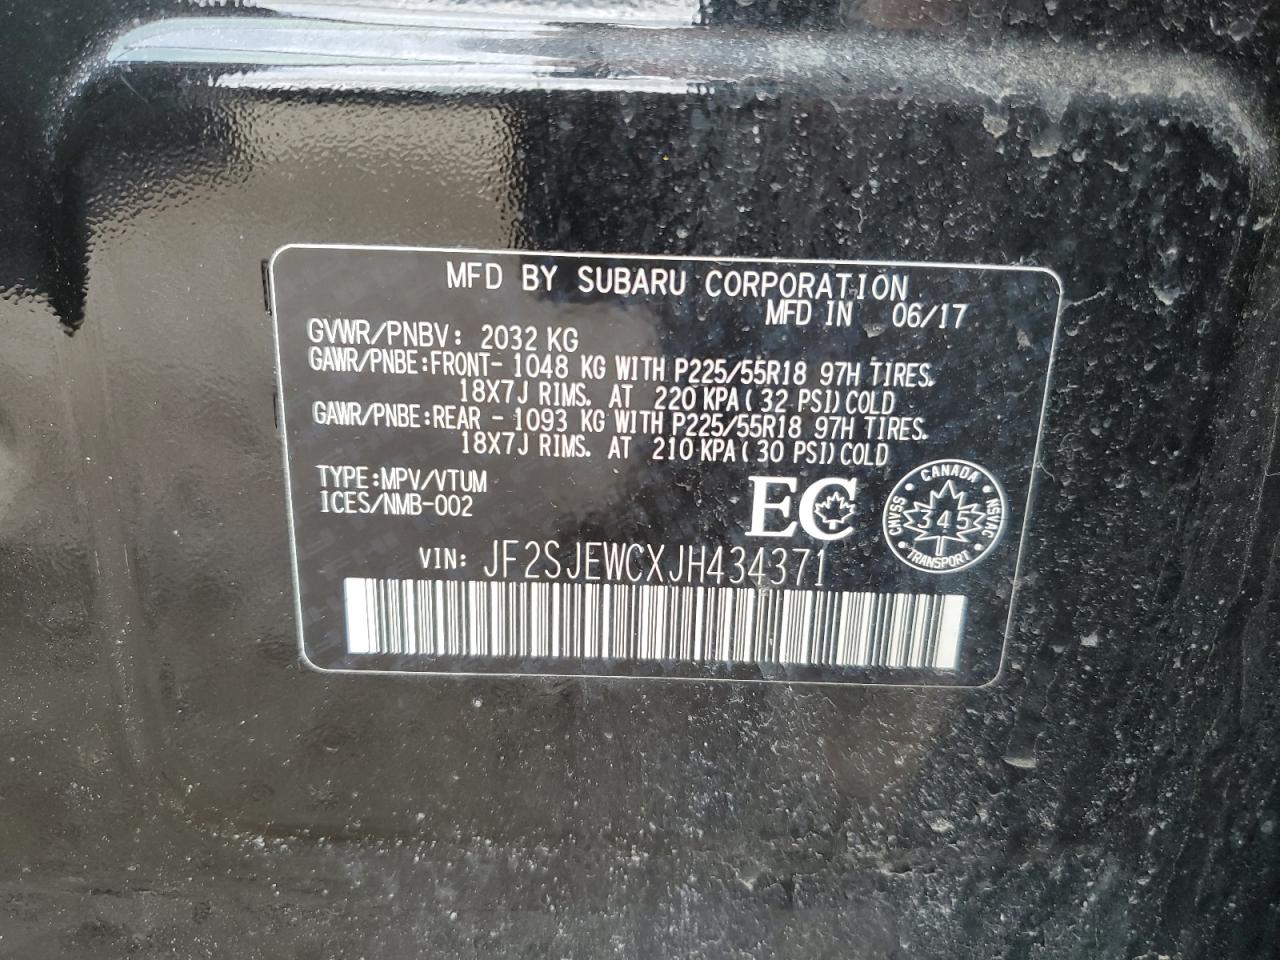 MFD BY SUBARU CORPORATION
MFD IN 06/17
GVWR/PNBV: 2032 KG
GAWR/PNBE:FRONT- 1048 KG WITH P225/55R18 97H TIRES.
18X7J RIMS. AT 220 KPA(32 PSI)COLD
GAWR/PNBE:REAR - 1093 KG WITH P225/55R18 97H TIRES.
18X7J RIMS. AT 210 KPA(30 PSI)COLD
TYPE:MPV/VTUM
ICES/NMB-002
EC
CANADA
CMVSS 345 NSVAC
TRANSPORT
VIN: JF2SJEWCXJH434371